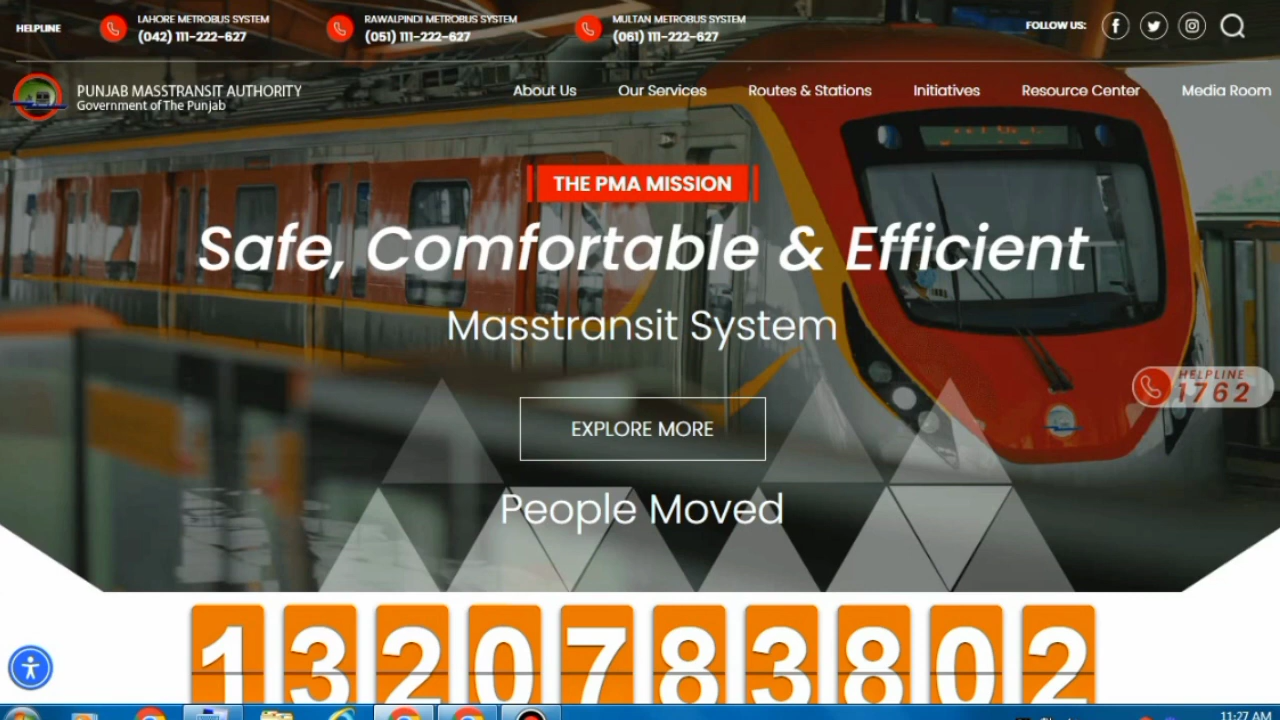 HELPLINE
LAHORE METROBUS SYSTEM
(042) 111-222-627
RAWALPINDI METROBUS SYSTEM
(051) 111-222-627
MULTAN METROBUS SYSTEM
(061) 111-222-627
FOLLOW US:
PUNJAB MASSTRANSIT AUTHORITY
Government of The Punjab
About Us
Our Services
Routes & Stations
Initiatives
Resource Center
Media Room
THE PMA MISSION
Safe, Comfortable & Efficient
Masstransit System
HELPLINE
1762
EXPLORE MORE
People Moved
1320783802
11:27 AM